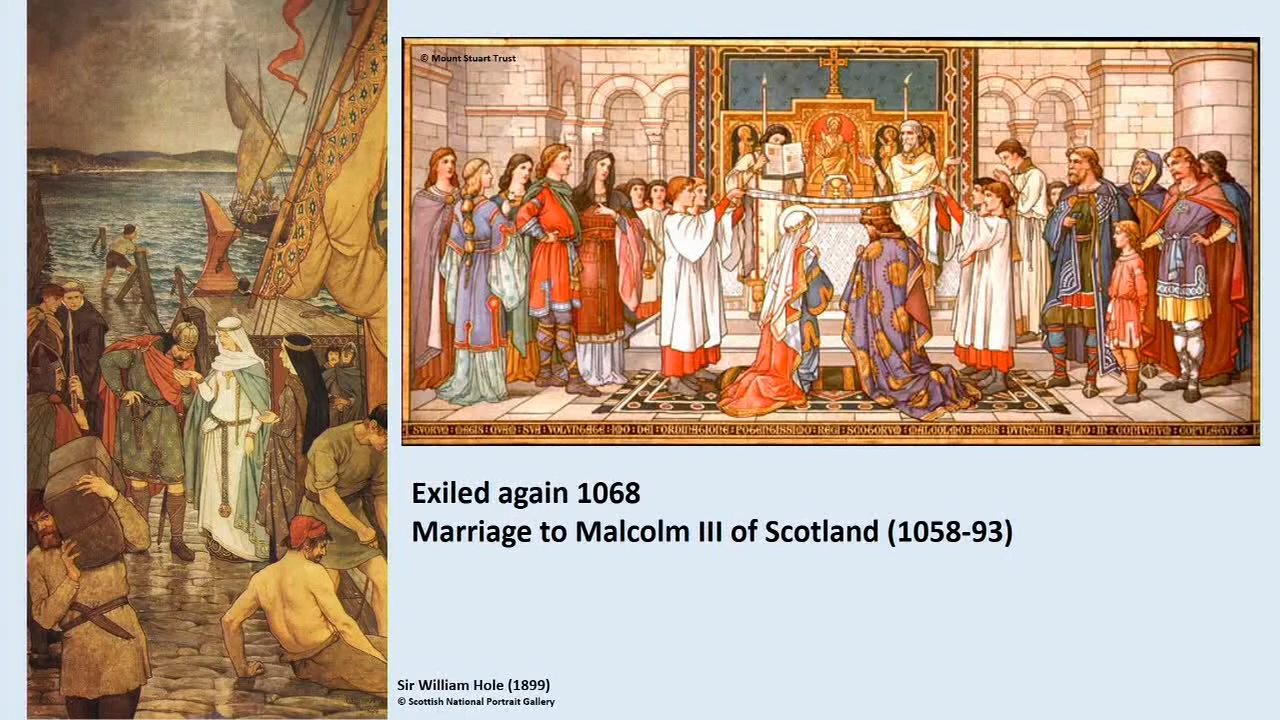 © Mount Stuart Trust
Exiled again 1068
Marriage to Malcolm III of Scotland (1058-93)
Sir William Hole (1899)
© Scottish National Portrait Gallery